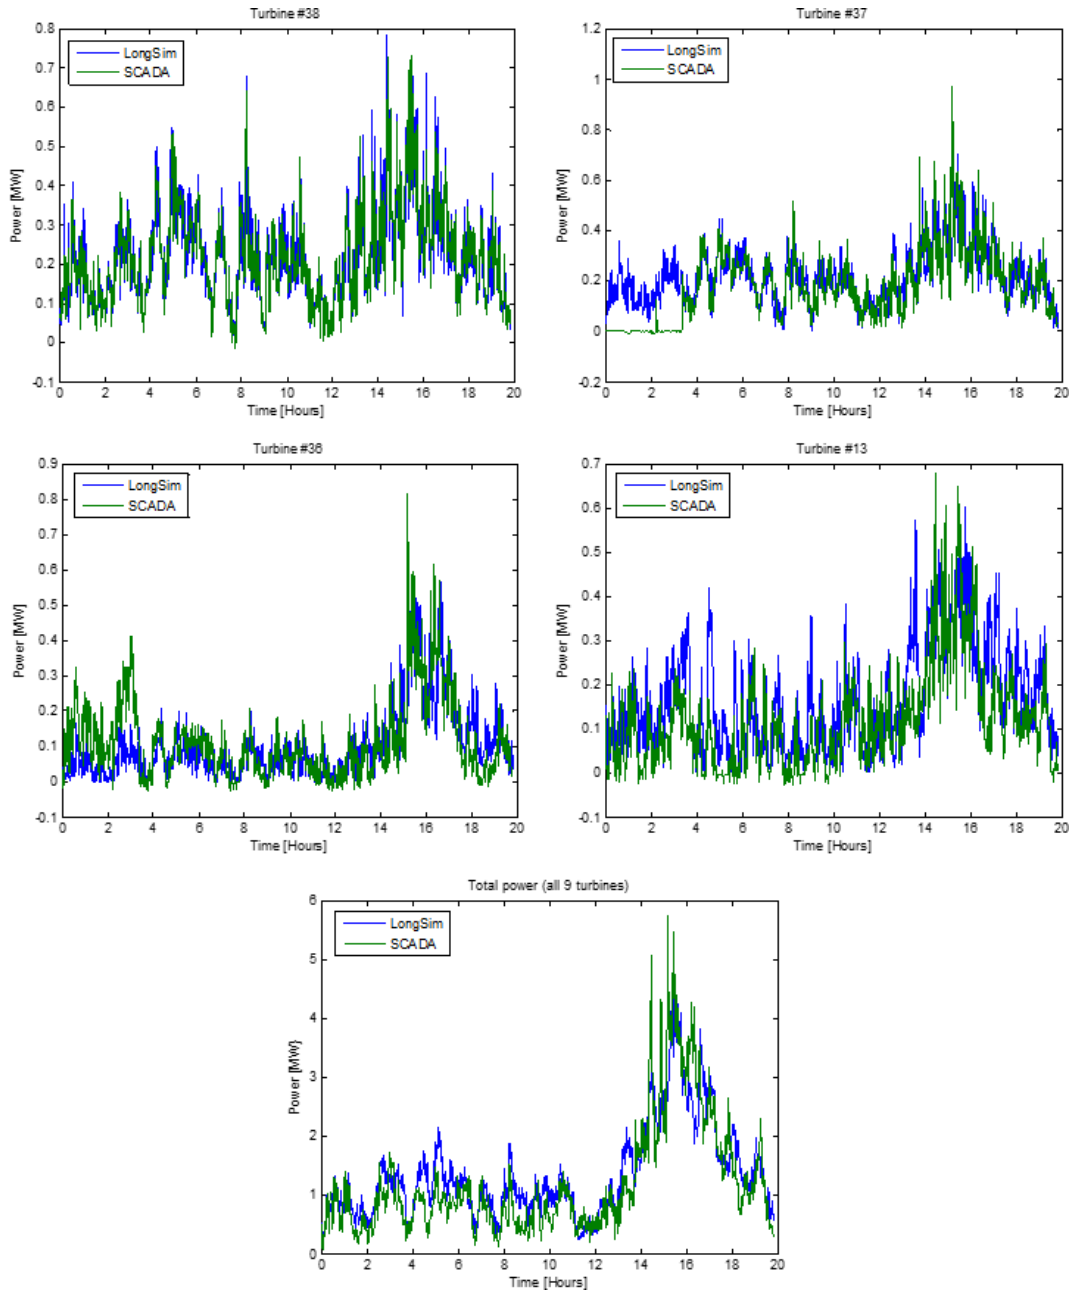 Turbine #38
LongSim
SCADA
Power [MW]
0.8
0.7
0.6
0.5
0.4
0.3
0.2
0.1
0
-0.1
0 2 4 6 8 10 12 14 16 18 20
Time [Hours]
Turbine #37
LongSim
SCADA
Power [MW]
1.2
1
0.8
0.6
0.4
0.2
0
-0.2
0 2 4 6 8 10 12 14 16 18 20
Time [Hours]
Turbine #36
LongSim
SCADA
Power [MW]
0.9
0.8
0.7
0.6
0.5
0.4
0.3
0.2
0.1
0
-0.1
0 2 4 6 8 10 12 14 16 18 20
Time [Hours]
Turbine #13
LongSim
SCADA
Power [MW]
0.7
0.6
0.5
0.4
0.3
0.2
0.1
0
-0.1
0 2 4 6 8 10 12 14 16 18 20
Time [Hours]
Total power (all 9 turbines)
LongSim
SCADA
Power [MW}
6
5
4
3
2
1
0
0 2 4 6 8 10 12 14 16 18 20
Time [Hours]